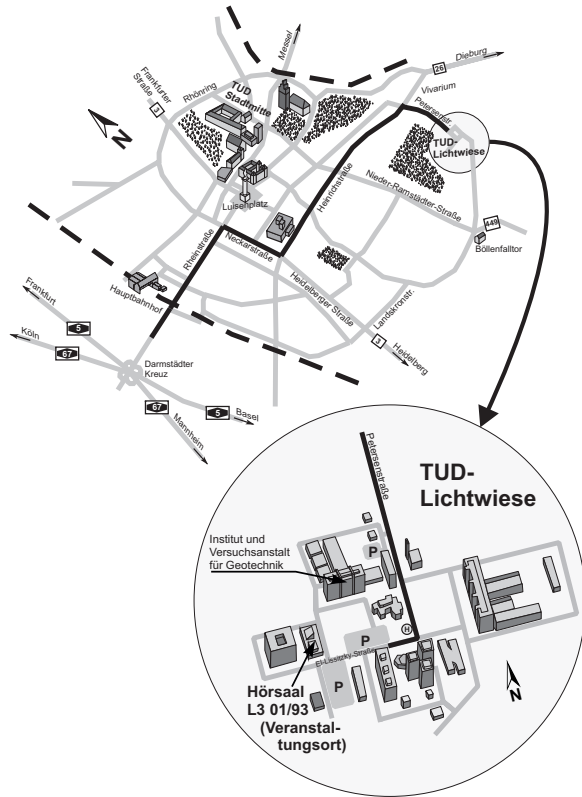 Messel
26
Dieburg
Vivarium
Frankfurter
Straße
3
Rhönring
TUD
Stadtmitte
Petersenstr.
TUD-
Lichtwiese
N
Luisenplatz
Heinrichstraße
Nieder-Ramstädter-Straße
449
Böllenfalltor
Rheinstraße
Neckarstraße
Hauptbahnhof
Heidelberger Straße
Landskronstr.
3
Heidelberg
Frankfurt
5
Köln
67
Darmstädter
Kreuz
67
Mannheim
5
Basel
Petersenstraße
TUD-
Lichtwiese
Institut und
Versuchsanstalt
für Geotechnik
P
H
P
El-Lissitzky-Straße
P
Hörsaal
L3 01/93
(Veranstal-
tungsort)
N